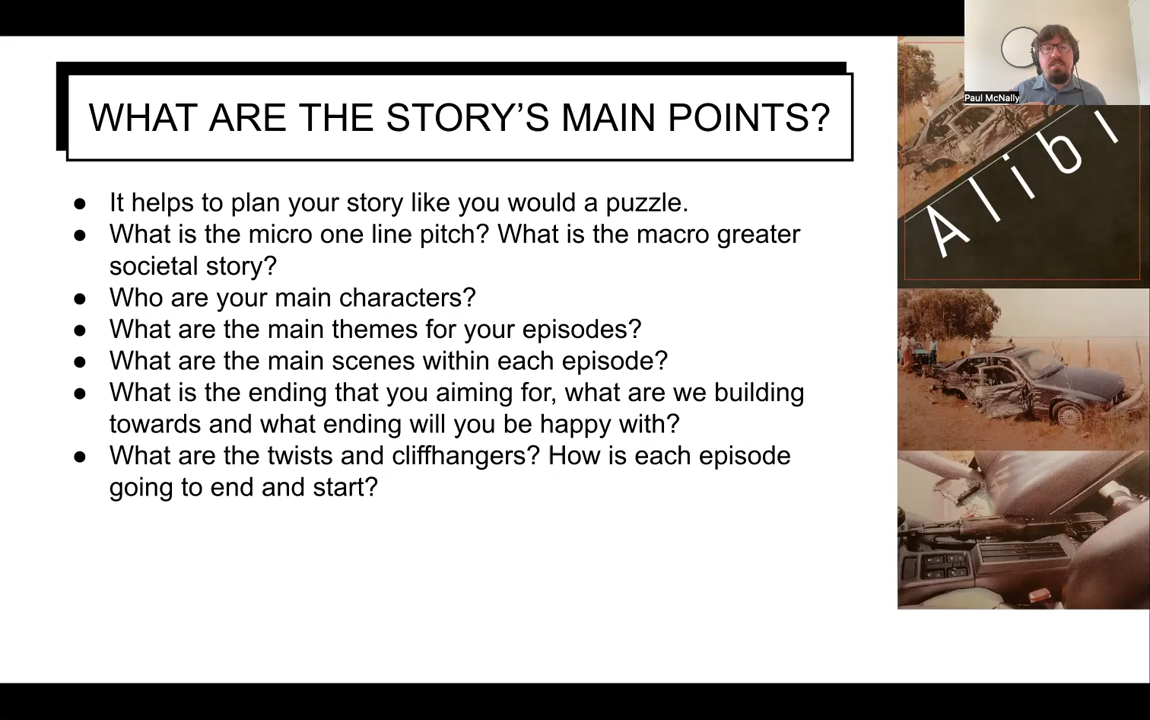 WHAT ARE THE STORY'S MAIN POINTS?
Paul McNally
Alibi
● It helps to plan your story like you would a puzzle.
● What is the micro one line pitch? What is the macro greater
societal story?
● Who are your main characters?
● What are the main themes for your episodes?
● What are the main scenes within each episode?
● What is the ending that you aiming for, what are we building
towards and what ending will you be happy with?
● What are the twists and cliffhangers? How is each episode
going to end and start?